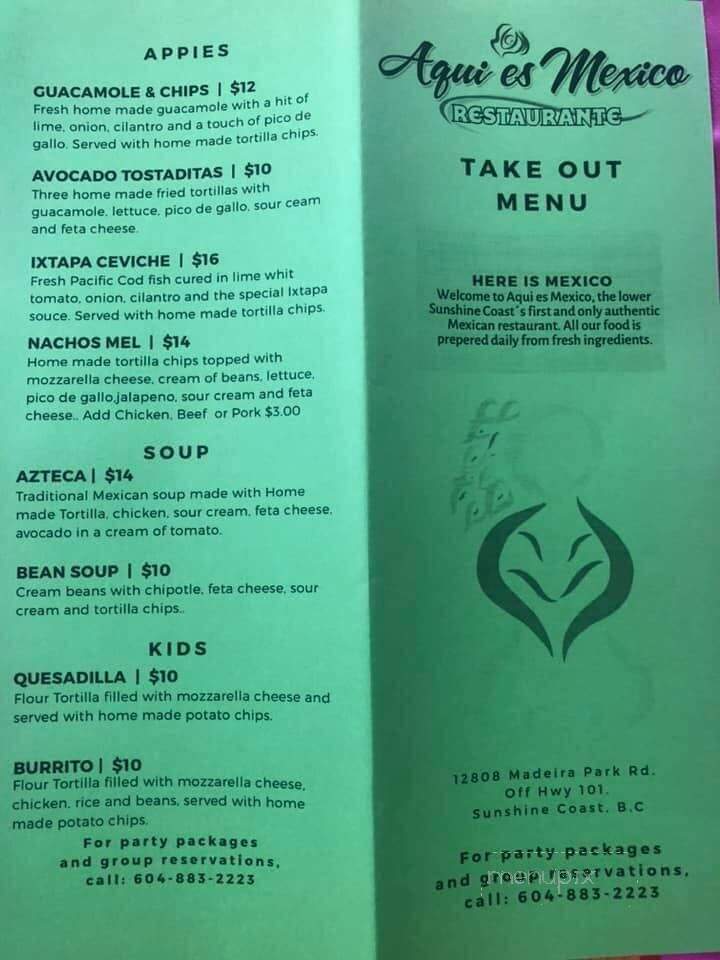 APPIES
GUACAMOLE & CHIPS | $12
Fresh home made guacamole with a hit of
lime, onion, cilantro and a touch of pico de
gallo. Served with home made tortilla chips.
AVOCADO TOSTADITAS | $10
Three home made fried tortillas with
guacamole, lettuce, pico de gallo, sour ceam
and feta cheese.
IXTAPA CEVICHE | $16
Fresh Pacific Cod fish cured in lime whit
tomato, onion, cilantro and the special Ixtapa
souce. Served with home made tortilla chips.
NACHOS MEL | $14
Home made tortilla chips topped with
mozzarella cheese, cream of beans, lettuce,
pico de gallo,jalapeno, sour cream and feta
cheese.. Add Chicken, Beef or Pork $3.00
SOUP
AZTECA | $14
Traditional Mexican soup made with Home
made Tortilla, chicken, sour cream, feta cheese,
avocado in a cream of tomato.
BEAN SOUP | $10
Cream beans with chipotle, feta cheese, sour
cream and tortilla chips..
KIDS
QUESADILLA | $10
Flour Tortilla filled with mozzarella cheese and
served with home made potato chips.
BURRITO | $10
Flour Tortilla filled with mozzarella cheese,
chicken, rice and beans, served with home
made potato chips.
For party packages
and group reservations,
call: 604-883-2223
Aqui es Mexico
RESTAURANTE
TAKE OUT
MENU
HERE IS MEXICO
Welcome to Aqui es Mexico, the lower
Sunshine Coast´s first and only authentic
Mexican restaurant. All our food is
prepered daily from fresh ingredients.
12808 Madeira Park Rd.
Off Hwy 101.
Sunshine Coast. B.C
For party packages
and group reservations,
call: 604-883-2223
menupix